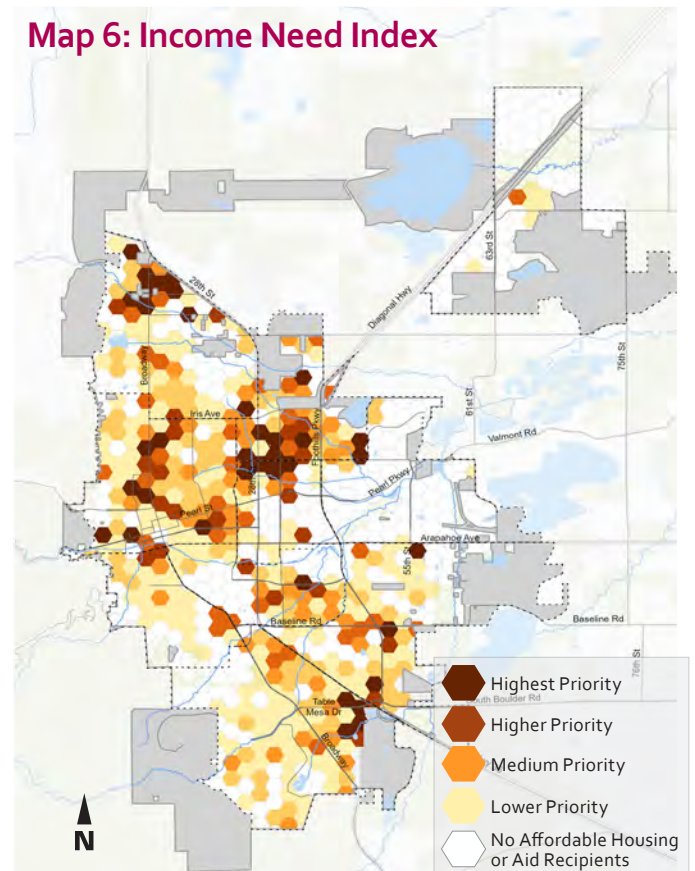 Map 6: Income Need Index
28th St
Diagonal Hwy
63rd St
75th St
Broadway
Iris Ave
Foothills Pkwy
61st St
Valmont Rd
28th St
Pearl Pkwy
Pearl St
Arapahoe Ave
55th St
Baseline Rd
Baseline Rd
76th St
Table
Mesa Dr
South Boulder Rd
Broadway
Highest Priority
Higher Priority
Medium Priority
Lower Priority
No Affordable Housing
or Aid Recipients
N